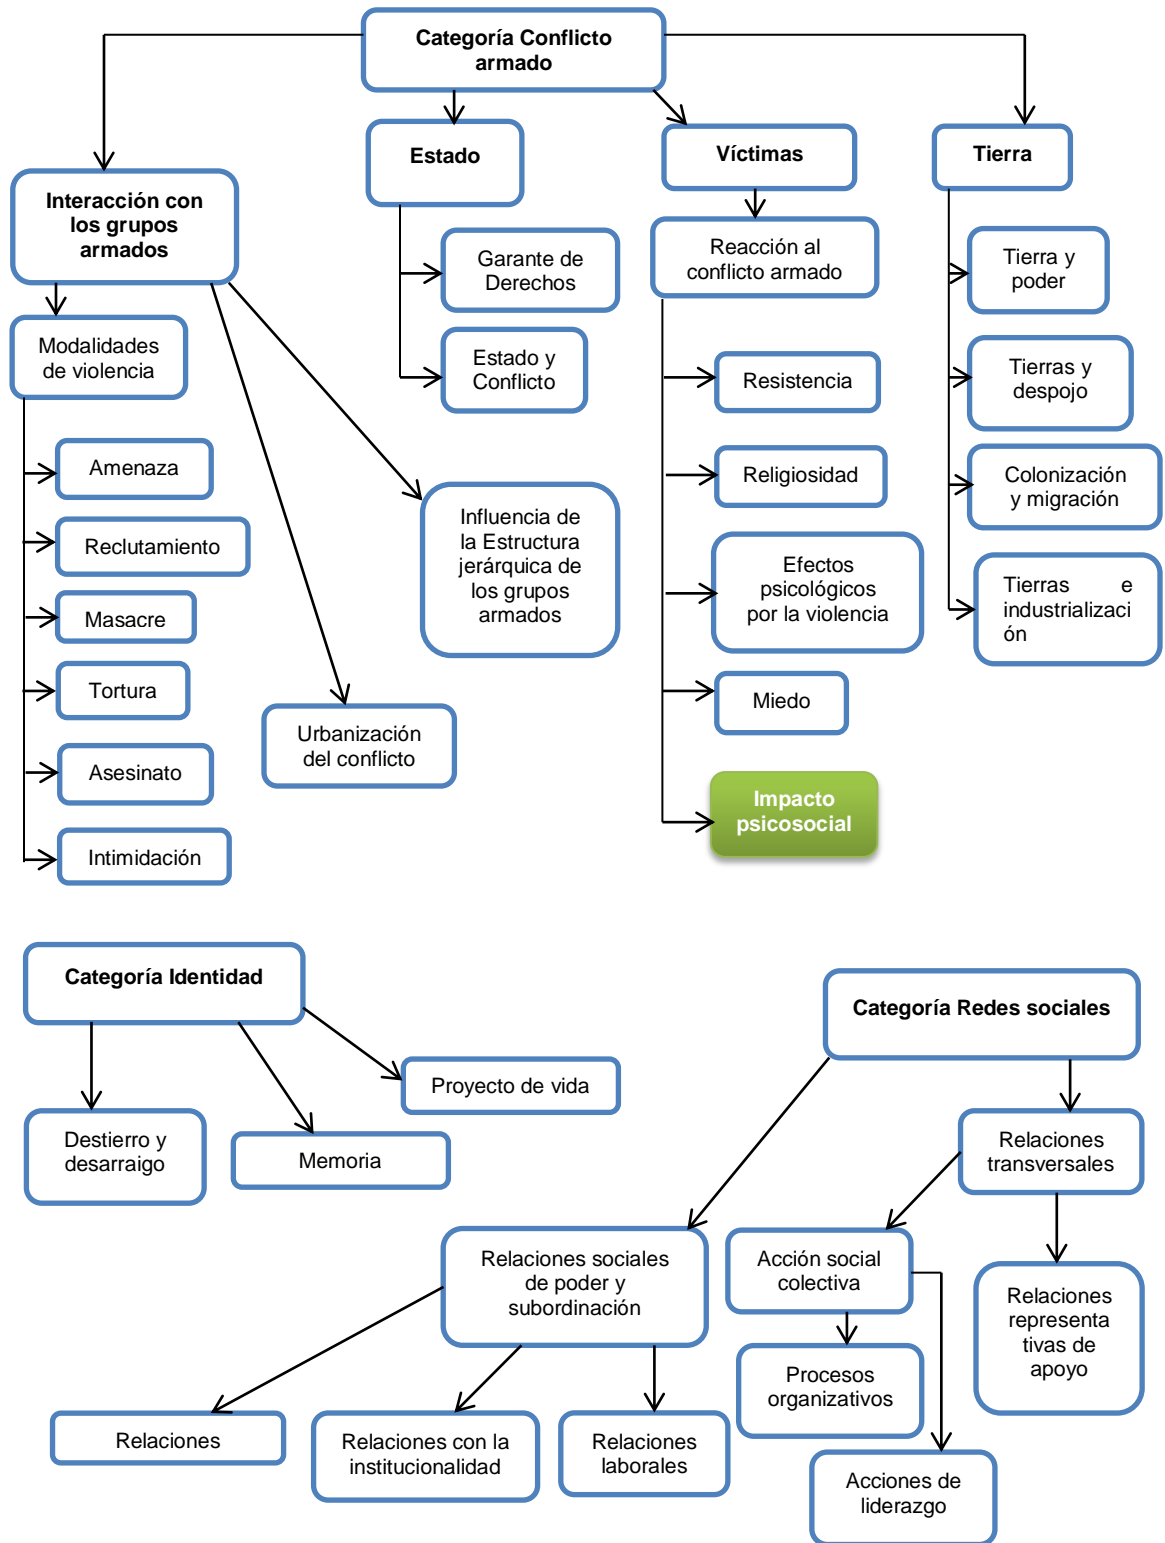 Categoría Conflicto
armado
Estado
Víctimas
Tierra
Interacción con
los grupos
armados
Garante de
Derechos
Reacción al
conflicto armado
Tierra y
poder
Modalidades
de violencia
Estado y
Conflicto
Resistencia
Tierras y
despojo
Amenaza
Religiosidad
Colonización
y migración
Reclutamiento
Influencia de
la Estructura
jerárquica de
los grupos
armados
Efectos
psicológicos
por la violencia
Tierras e
industrializaci
ón
Masacre
Tortura
Miedo
Urbanización
del conflicto
Asesinato
Impacto
psicosocial
Intimidación
Categoría Identidad
Categoría Redes sociales
Proyecto de vida
Destierro y
desarraigo
Memoria
Relaciones
transversales
Relaciones sociales
de poder y
subordinación
Acción social
colectiva
Relaciones
representa
tivas de
apoyo
Procesos
organizativos
Relaciones
Relaciones con la
institucionalidad
Relaciones
laborales
Acciones de
liderazgo